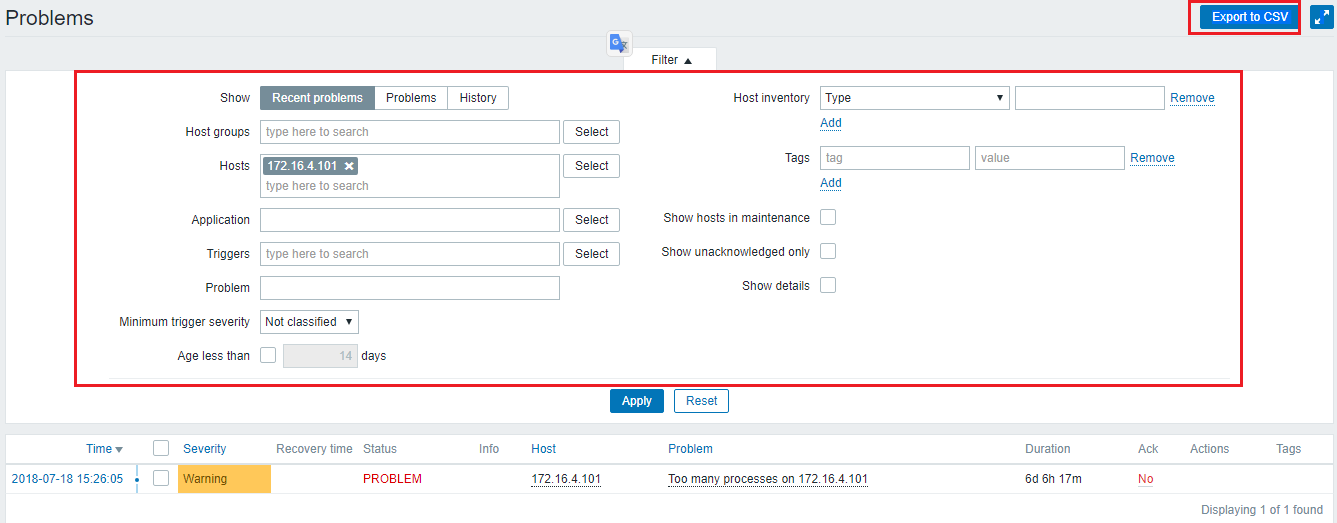 Problems
Export to CSV
Filter ▲
Show Recent problems Problems History
Host groups type here to search Select
Hosts 172.16.4.101 × Select
type here to search
Application Select
Triggers type here to search Select
Problem
Minimum trigger severity Not classified ▼
Age less than 14 days
Host inventory Type ▼ Remove
Add
Tags tag value Remove
Add
Show hosts in maintenance
Show unacknowledged only
Show details
Apply Reset
Time ▼ Severity Recovery time Status Info Host Problem Duration Ack Actions Tags
2018-07-18 15:26:05 Warning PROBLEM 172.16.4.101 Too many processes on 172.16.4.101 6d 6h 17m No
Displaying 1 of 1 found